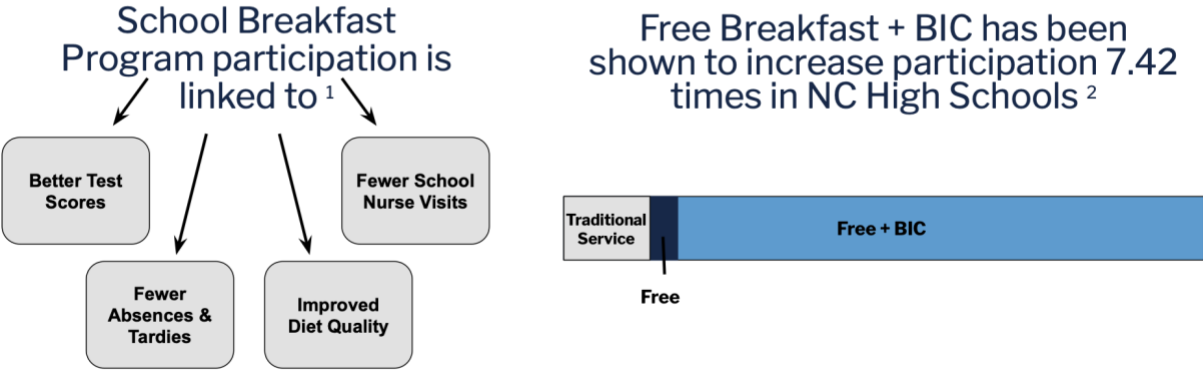 School Breakfast
Program participation is
linked to 1
Better Test
Scores
Fewer School
Nurse Visits
Fewer
Absences &
Tardies
Improved
Diet Quality
Free Breakfast + BIC has been
shown to increase participation 7.42
times in NC High Schools 2
Traditional
Service
Free + BIC
Free